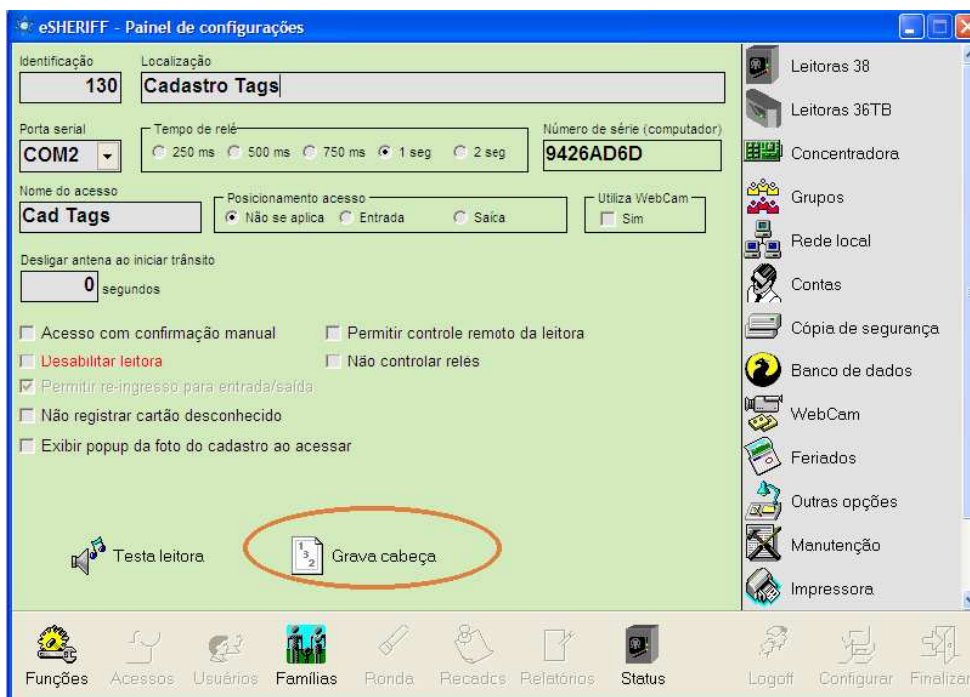 eSHERIFF - Painel de configurações
Identificação
130
Localização
Cadastro Tags
Porta serial
COM2
Tempo de relé
250 ms 500 ms 750 ms 1 seg 2 seg
Número de série (computador)
9426AD6D
Nome do acesso
Cad Tags
Posicionamento acesso
Não se aplica Entrada Saíca
Utiliza WebCam
Sim
Desligar antena ao iniciar trânsito
0 segundos
Acesso com confirmação manual
Permitir controle remoto da leitora
Desabilitar leitora
Não controlar relés
Permitir re-ingresso para entrada/saída
Não registrar cartão desconhecido
Exibir popup da foto do cadastro ao acessar
Testa leitora
1
3
2
Grava cabeça
Leitoras 38
Leitoras 36TB
Concentradora
Grupos
Rede local
Contas
Cópia de segurança
Banco de dados
WebCam
Feriados
Outras opções
Manutenção
Impressora
Funções Acessos Usuários Famílias Ronda Recadcs Relatórios Status Logoff Configurar Finalizar